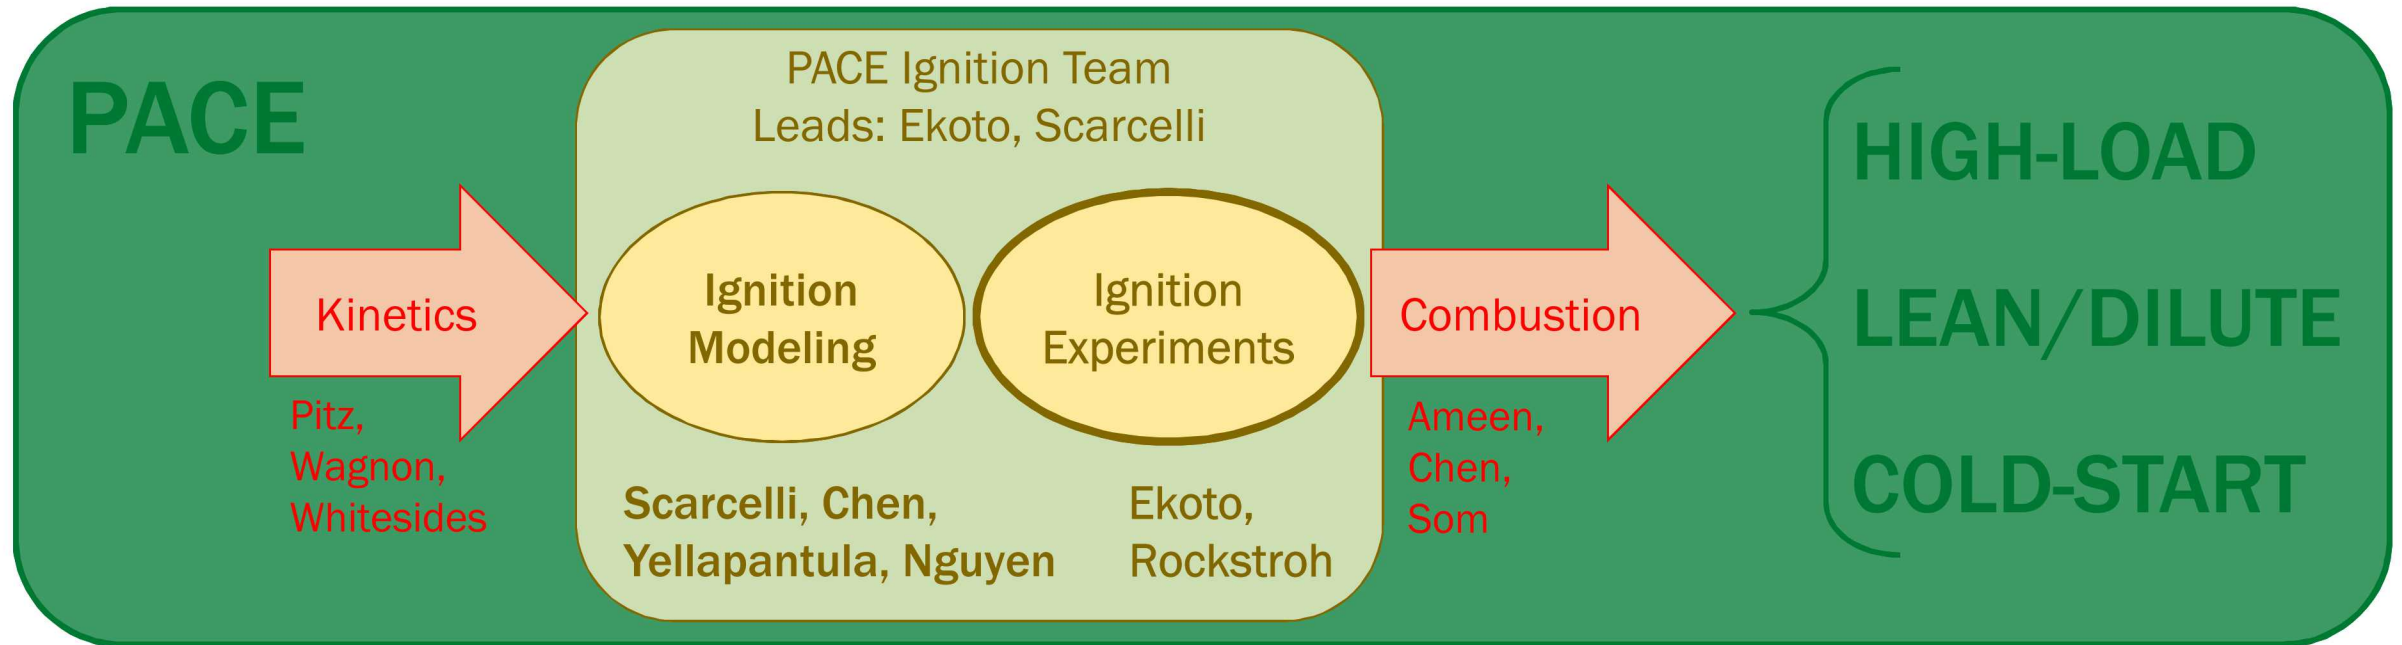 PACE
PACE Ignition Team
Leads: Ekoto, Scarcelli
Kinetics
Pitz,
Wagnon,
Whitesides
Ignition
Modeling
Scarcelli, Chen,
Yellapantula, Nguyen
Ignition
Experiments
Ekoto,
Rockstroh
Combustion
Ameen,
Chen,
Som
HIGH-LOAD
LEAN/DILUTE
COLD-START